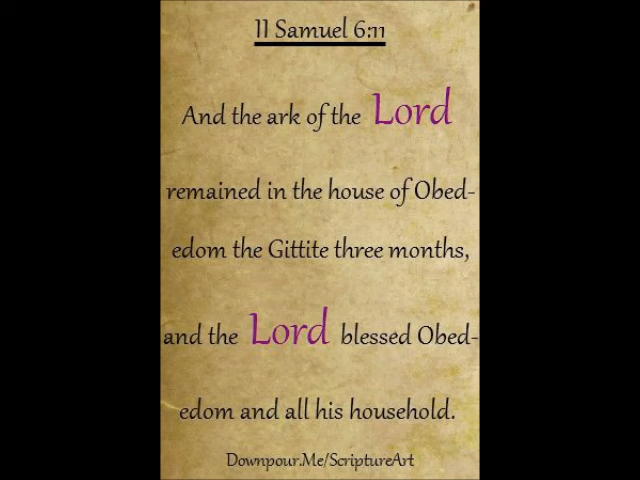 II Samuel 6:11
And the ark of the Lord
remained in the house of Obed-
edom the Gittite three months,
and the Lord blessed Obed-
edom and all his household.
Downpour.Me/ScriptureArt